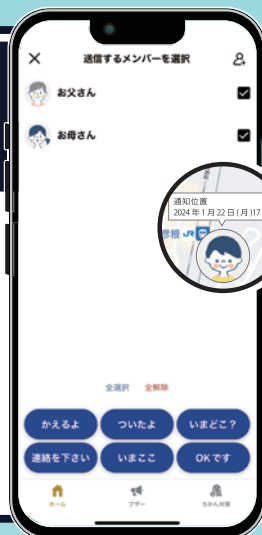 送信するメンバーを選択
お父さん
お母さん
通知位置
2024年1月22日(月)17
彦根 JR
全選択 全解除
かえるよ ついたよ いまどこ？
連絡を下さい いまここ OKです
ホーム ブザー ちかん対策